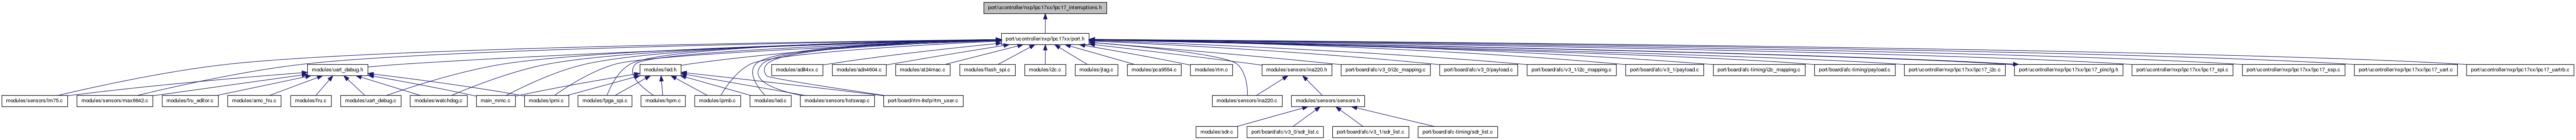 port/ucontroller/nxp/lpc17xx/lpc17_interruptions.h
port/ucontroller/nxp/lpc17xx/port.h
modules/uart_debug.h
modules/led.h
modules/ad84xx.c
modules/adn4604.c
modules/at24mac.c
modules/flash_spi.c
modules/i2c.c
modules/jtag.c
modules/pca9554.c
modules/rtm.c
modules/sensors/ina220.h
port/board/afc/v3_0/i2c_mapping.c
port/board/afc/v3_0/payload.c
port/board/afc/v3_1/i2c_mapping.c
port/board/afc/v3_1/payload.c
port/board/afc-timing/i2c_mapping.c
port/board/afc-timing/payload.c
port/ucontroller/nxp/lpc17xx/lpc17_i2c.c
port/ucontroller/nxp/lpc17xx/lpc17_pincfg.h
port/ucontroller/nxp/lpc17xx/lpc17_spi.c
port/ucontroller/nxp/lpc17xx/lpc17_ssp.c
port/ucontroller/nxp/lpc17xx/lpc17_uart.c
port/ucontroller/nxp/lpc17xx/lpc17_uartrb.c
modules/sensors/lm75.c
modules/sensors/max6642.c
modules/fru_editor.c
modules/amc_fru.c
modules/fru.c
modules/uart_debug.c
modules/watchdog.c
main_mmc.c
modules/ipmi.c
modules/fpga_spi.c
modules/hpm.c
modules/ipmb.c
modules/led.c
modules/sensors/hotswap.c
port/board/rtm-8sfp/rtm_user.c
modules/sensors/ina220.c
modules/sensors/sensors.h
modules/sdr.c
port/board/afc/v3_0/sdr_list.c
port/board/afc/v3_1/sdr_list.c
port/board/afc-timing/sdr_list.c